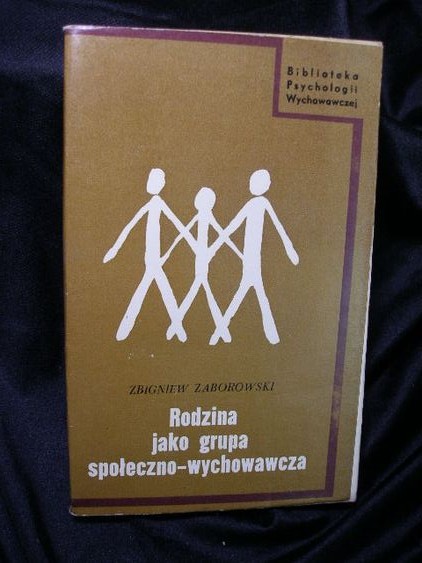 Biblioteka
Psychologii
Wychowawczej
ZBIGNIEW ZABOROWSKI
Rodzina
jako grupa
społeczno-wychowawcza